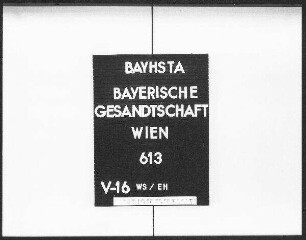 BAYHSTA
BAYERISCHE
GESANDTSCHAFT
WIEN
613
V-16 WS/EH